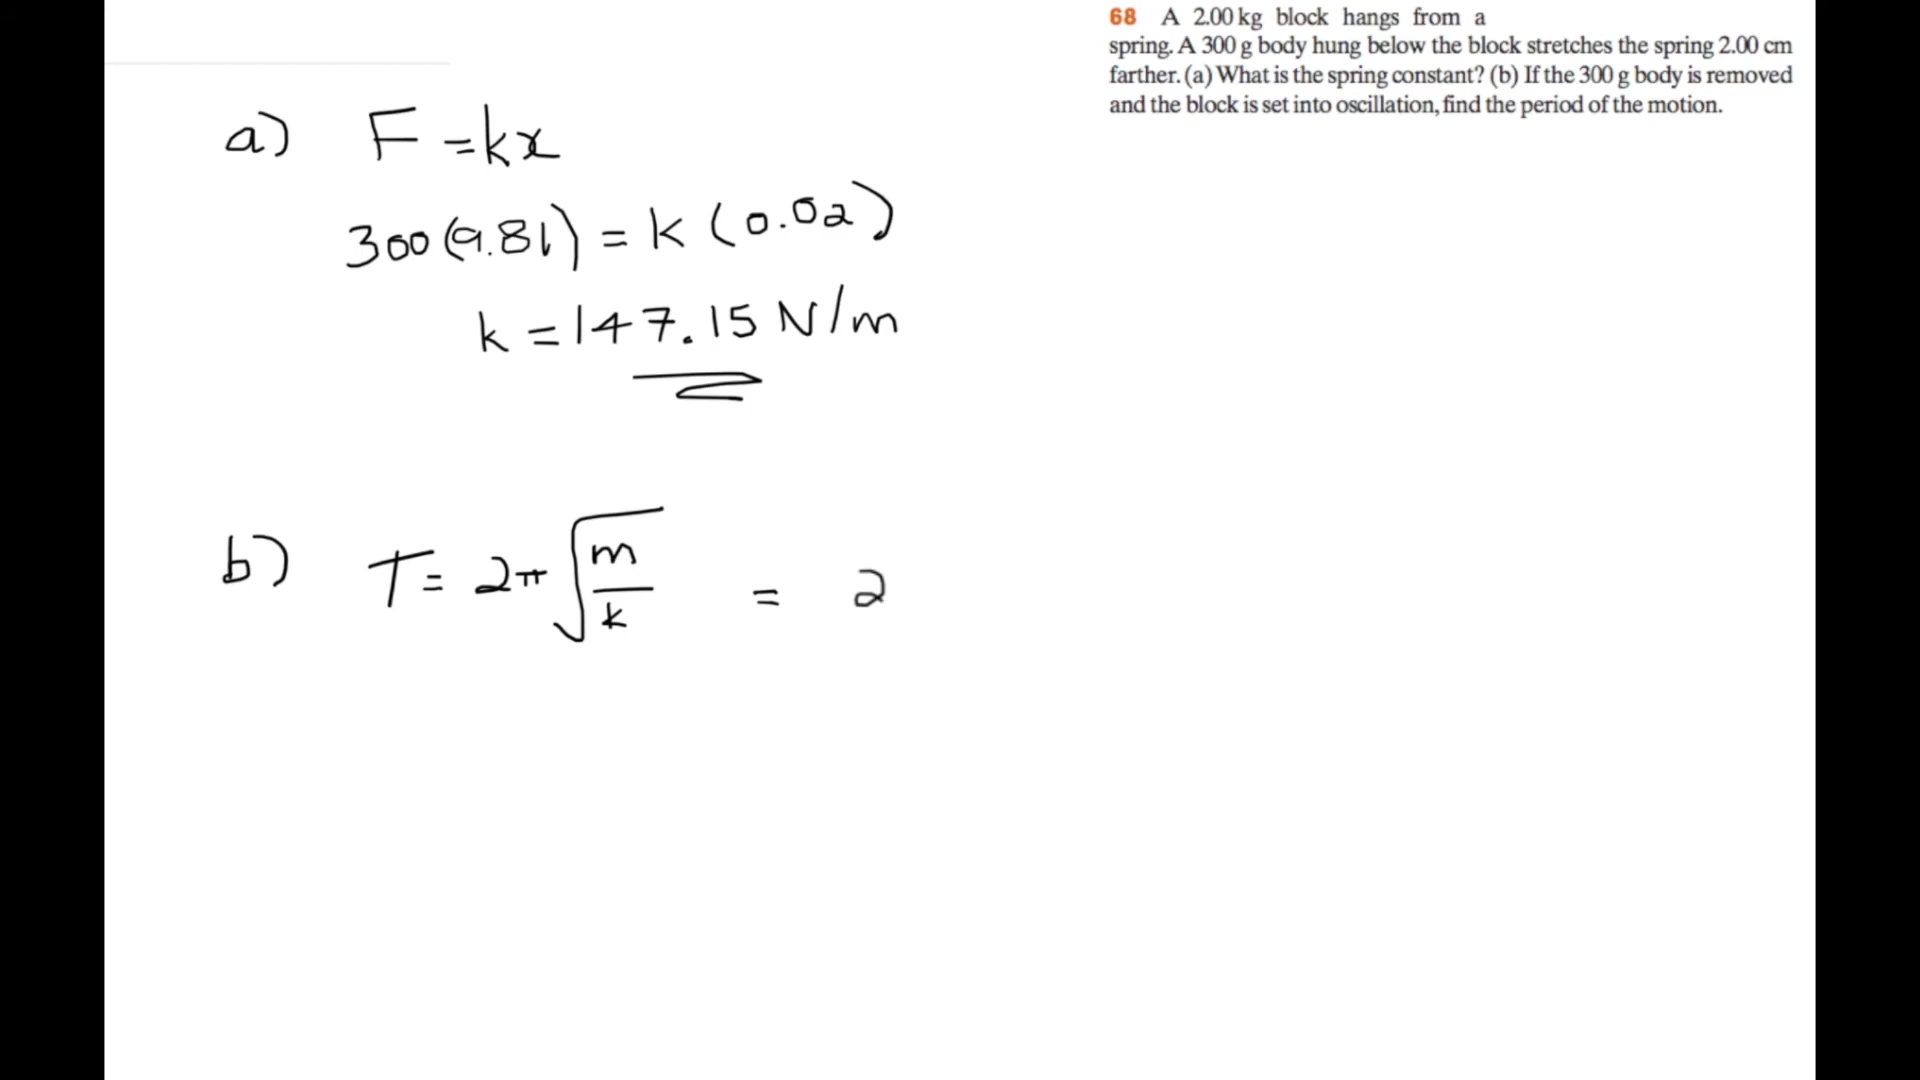 68 A 2.00 kg block hangs from a
spring. A 300 g body hung below the block stretches the spring 2.00 cm
farther. (a) What is the spring constant? (b) If the 300 g body is removed
and the block is set into oscillation, find the period of the motion.
a) F = kx
300(9.81) = k (0.02)
k = 147.15 N/m
b) T = 2π √(m/k) = 2